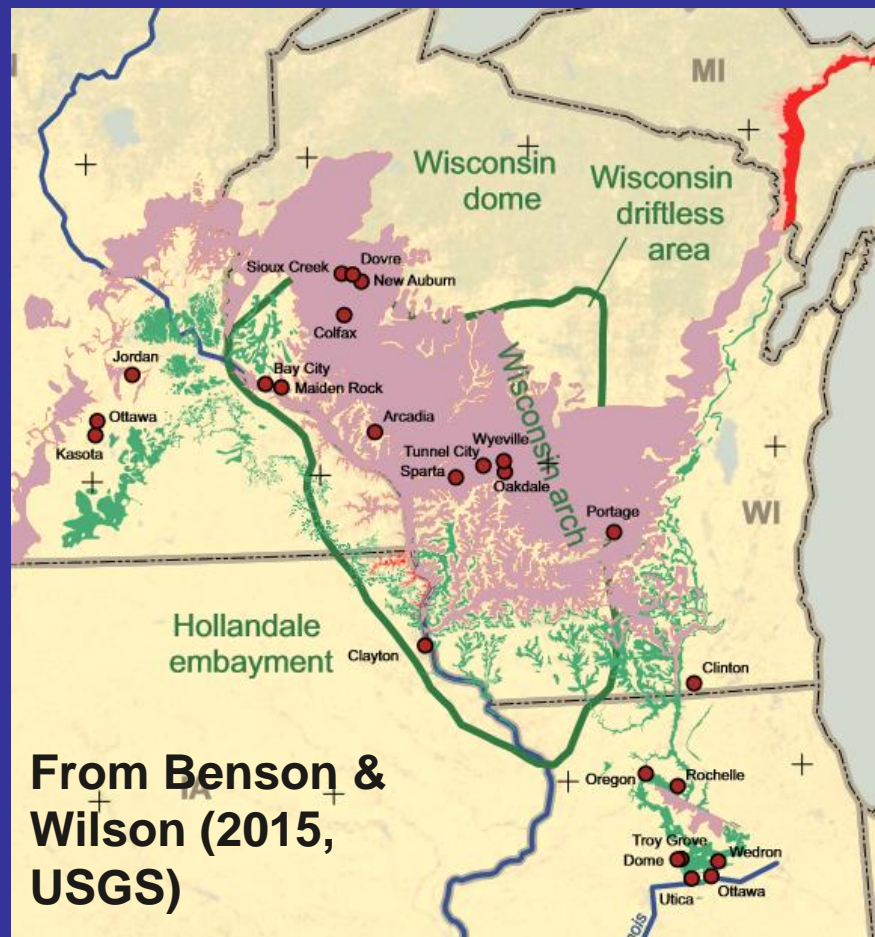 MI
Wisconsin
dome
Wisconsin
driftless
area
Dovre
Sioux Creek
New Auburn
Colfax
Jordan
Bay City
Maiden Rock
Wisconsin arch
Ottawa
Arcadia
Kasota
Wyeville
Tunnel City
Sparta
Oakdale
Portage
WI
Hollandale
embayment
Clayton
Clinton
From Benson &
IA
Wilson (2015,
USGS)
Oregon
Rochelle
Troy Grove
Dome
Wedron
Utica
Ottawa